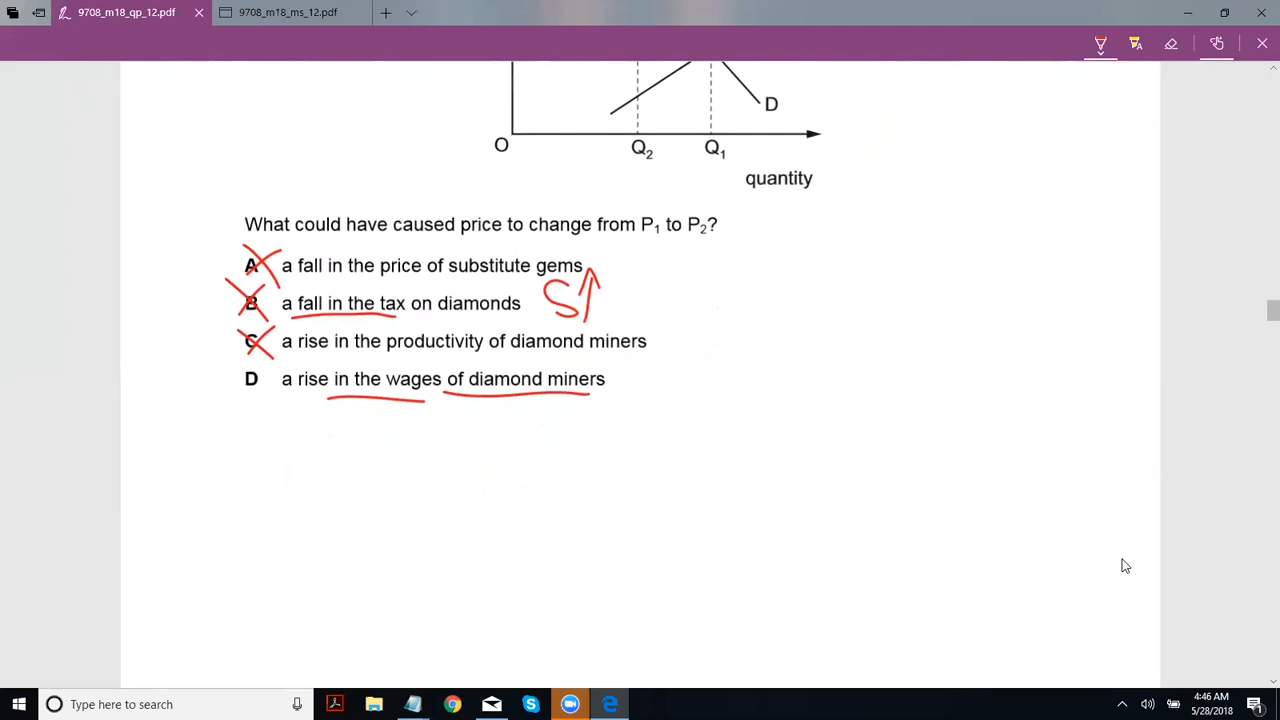 9708_m18_qp_12.pdf
9708_m18_ms_12.pdf
D
O
Q2
Q1
quantity
What could have caused price to change from P1 to P2?
A a fall in the price of substitute gems
B a fall in the tax on diamonds S
C a rise in the productivity of diamond miners
D a rise in the wages of diamond miners
Type here to search
4:46 AM
5/28/2018
1